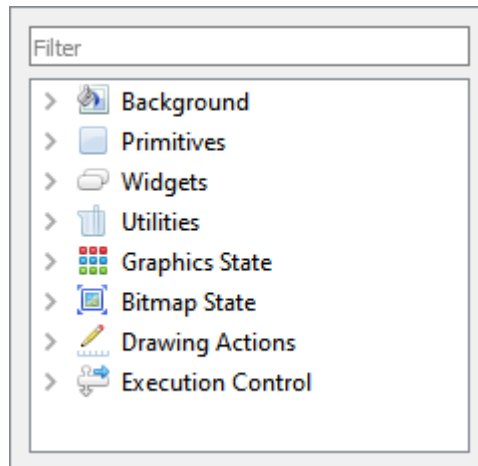 Filter
Background
Primitives
Widgets
Utilities
Graphics State
Bitmap State
Drawing Actions
Execution Control